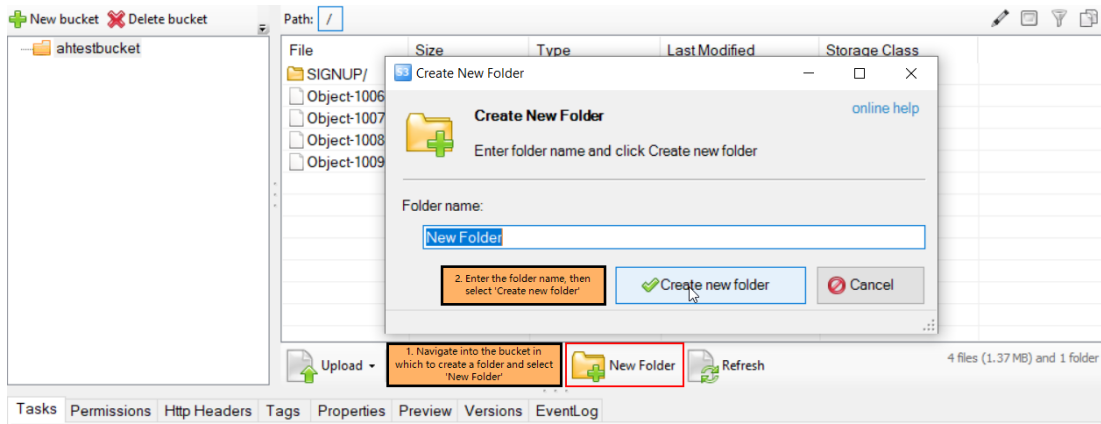 New bucket Delete bucket
Path: /
ahtestbucket
File Size Type Last Modified Storage Class
SIGNUP/
Object-1006
Object-1007
Object-1008
Object-1009
S3 Create New Folder
Create New Folder
online help
Enter folder name and click Create new folder
Folder name:
New Folder
2. Enter the folder name, then
select 'Create new folder'
Create new folder
Cancel
Upload
1. Navigate into the bucket in
which to create a folder and select
'New Folder'
New Folder
Refresh
4 files (1.37 MB) and 1 folder
Tasks Permissions Http Headers Tags Properties Preview Versions EventLog